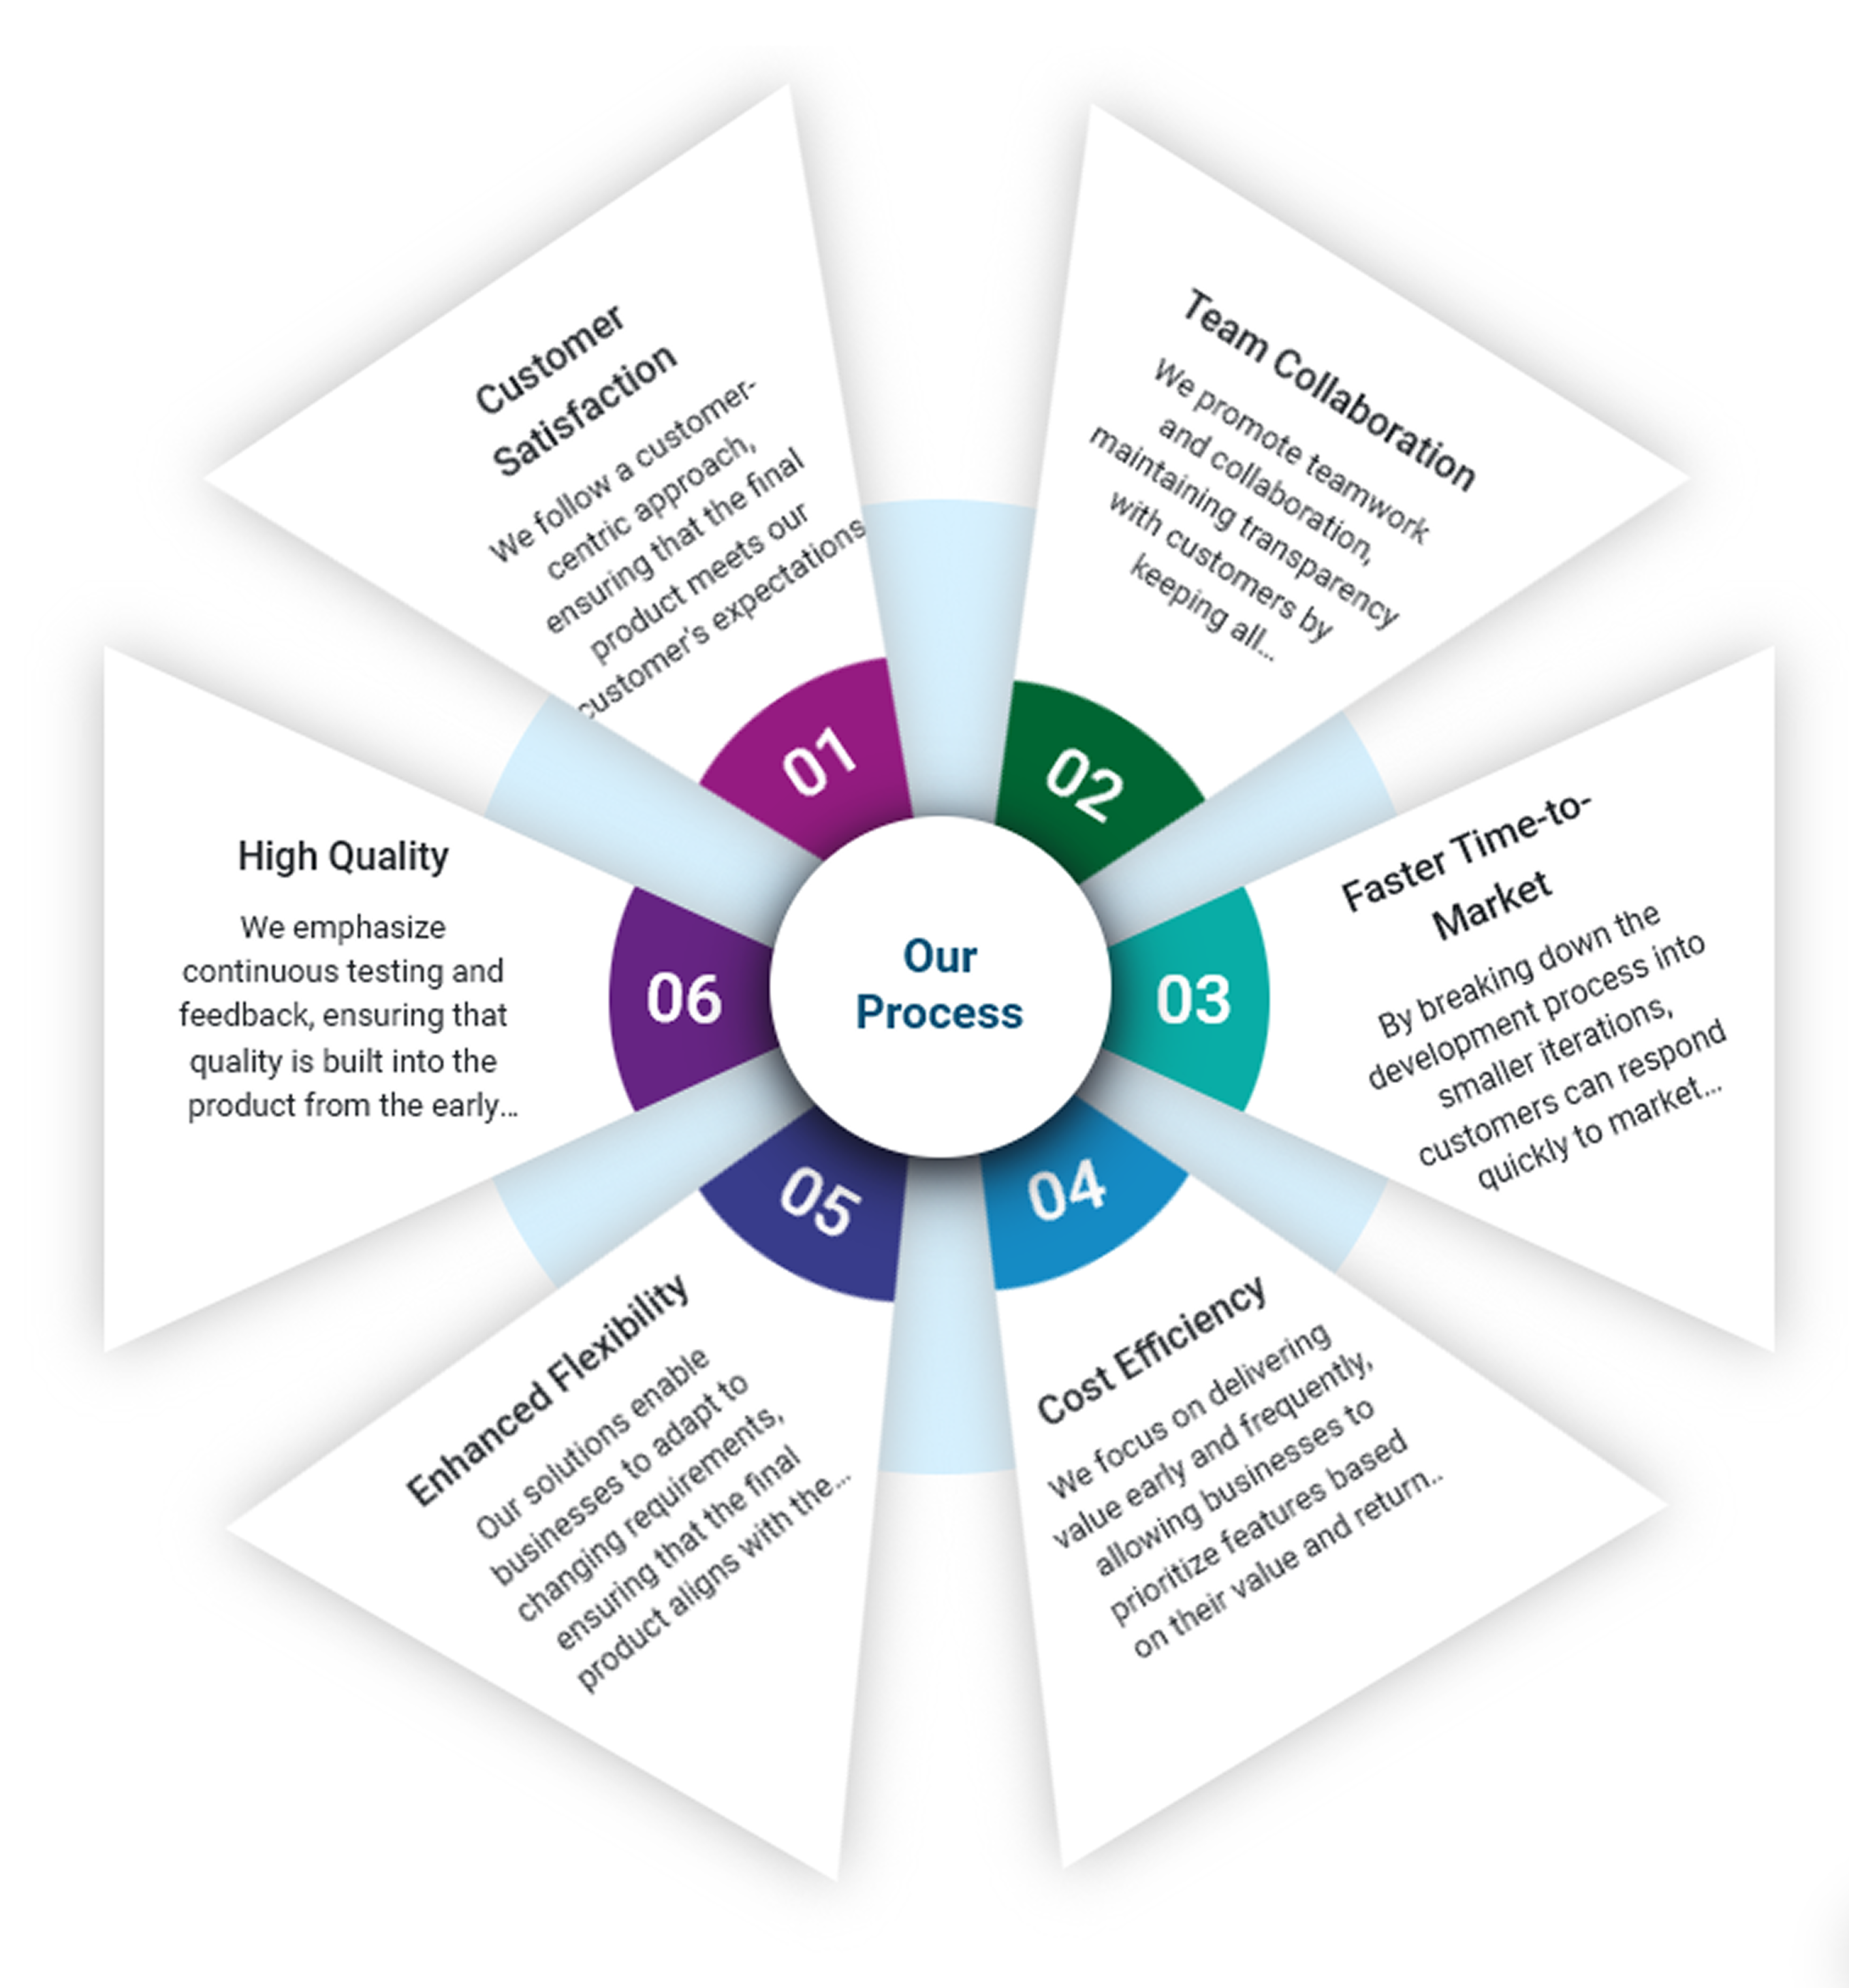 Our
Process
01
Customer
Satisfaction
We follow a customer-
centric approach,
ensuring that the final
product meets our
customer's expectations
02
Team Collaboration
We promote teamwork
and collaboration,
maintaining transparency
with customers by
keeping all...
03
Faster Time-to-
Market
By breaking down the
development process into
smaller iterations,
customers can respond
quickly to market...
04
Cost Efficiency
We focus on delivering
value early and frequently,
allowing businesses to
prioritize features based
on their value and return..
05
Enhanced Flexibility
Our solutions enable
businesses to adapt to
changing requirements,
ensuring that the final
product aligns with the...
06
High Quality
We emphasize
continuous testing and
feedback, ensuring that
quality is built into the
product from the early...